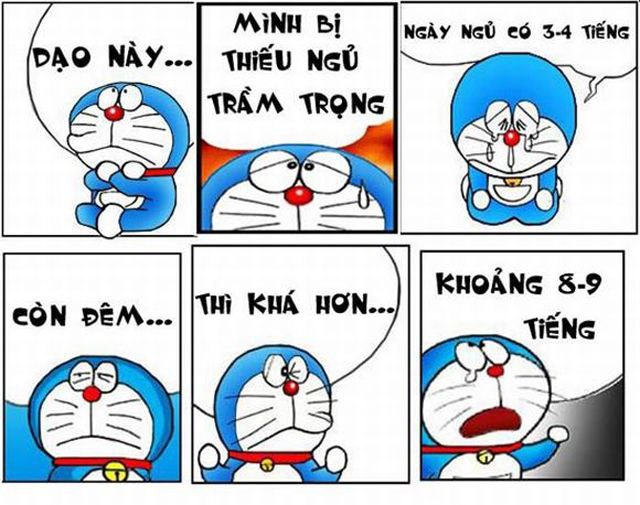 DẠO NÀY...
MÌNH BỊ
THIẾU NGỦ
TRẦM TRỌNG
NGÀY NGỦ CÓ 3-4 TIẾNG
CÒN ĐÊM...
THÌ KHÁ HƠN...
KHOẢNG 8-9
TIẾNG